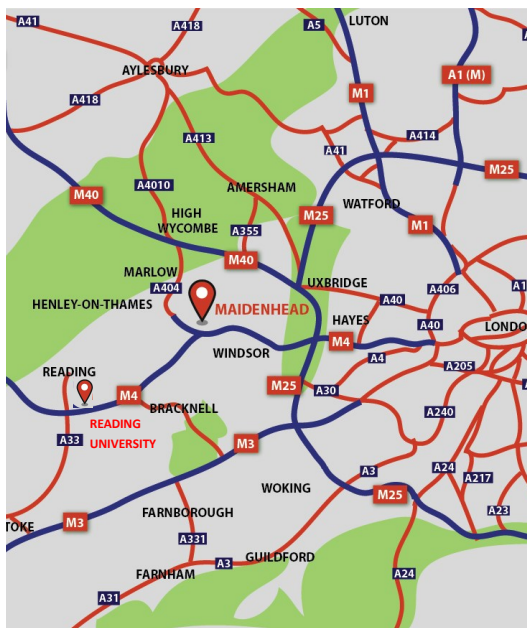 A41
A418
A5
LUTON
AYLESBURY
A1 (M)
M1
A418
A413
A414
A41
M25
A4010
AMERSHAM
M40
HIGH
WYCOMBE
M25
WATFORD
M1
A355
M40
MARLOW
A404
UXBRIDGE
A406
A1
HENLEY-ON-THAMES
MAIDENHEAD
A40
HAYES
A40
LONDO
M4
WINDSOR
A4
A205
READING
M25
A30
M4
BRACKNELL
A240
READING
UNIVERSITY
A33
M3
A3
A24
A217
WOKING
M25
A23
TOKE
M3
FARNBOROUGH
A331
GUILDFORD
A3
FARNHAM
A24
A31